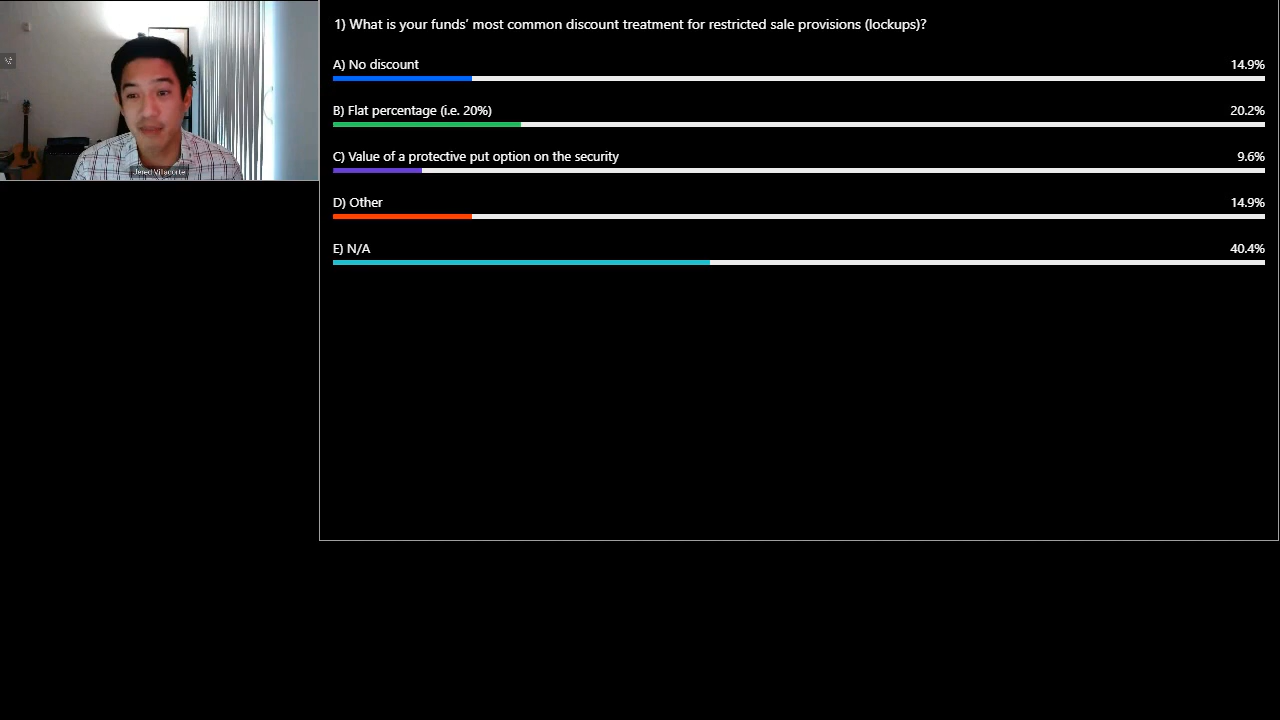 1) What is your funds’ most common discount treatment for restricted sale provisions (lockups)?
A) No discount 14.9%
B) Flat percentage (i.e. 20%) 20.2%
C) Value of a protective put option on the security 9.6%
D) Other 14.9%
E) N/A 40.4%
Jered Villacorte